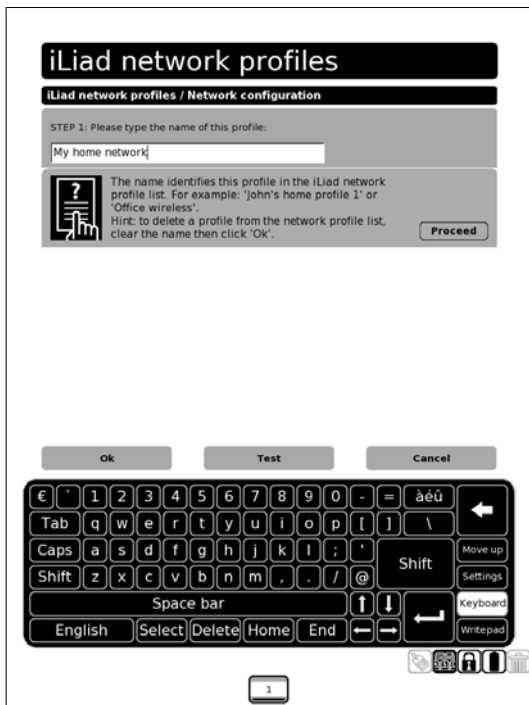 iLiad network profiles
iLiad network profiles / Network configuration
STEP 1: Please type the name of this profile:
My home network
?
The name identifies this profile in the iLiad network
profile list. For example: 'John's home profile 1' or
'Office wireless'.
Hint: to delete a profile from the network profile list,
clear the name then click 'Ok'.
Proceed
Ok Test Cancel
€ ` 1 2 3 4 5 6 7 8 9 0 - = àéû
Tab q w e r t y u i o p [ ] \
Caps a s d f g h j k l ; ' Shift Move up
Shift z x c v b n m , . / @ Settings
Space bar Keyboard
English Select Delete Home End Writepad
1